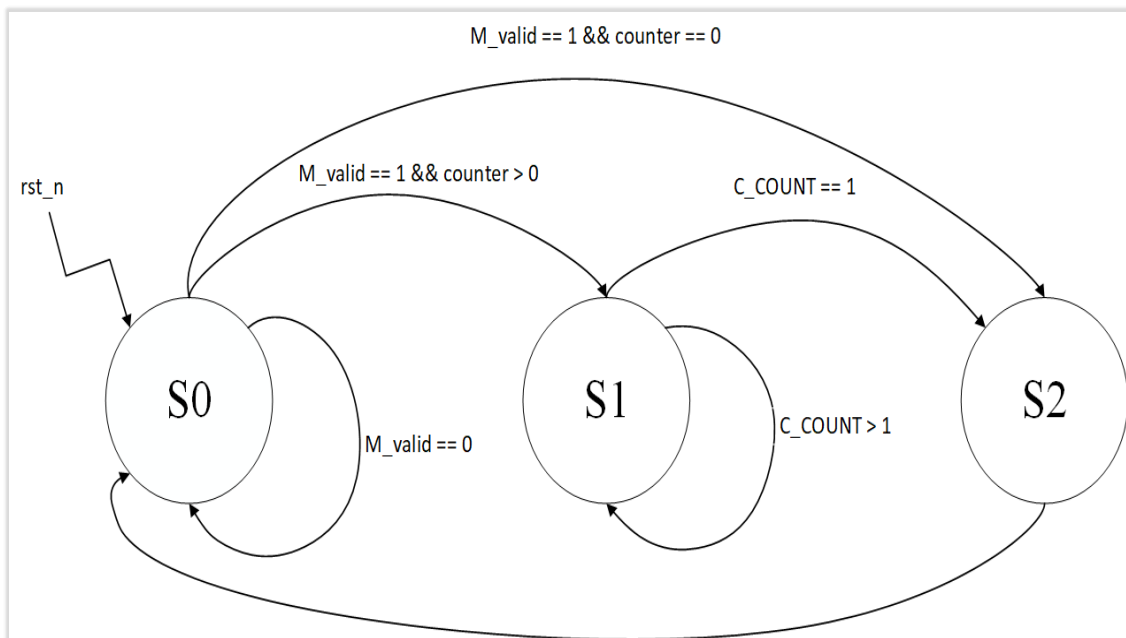 M_valid == 1 && counter == 0
M_valid == 1 && counter > 0
rst_n
C_COUNT == 1
S0
S1
S2
M_valid == 0
C_COUNT > 1